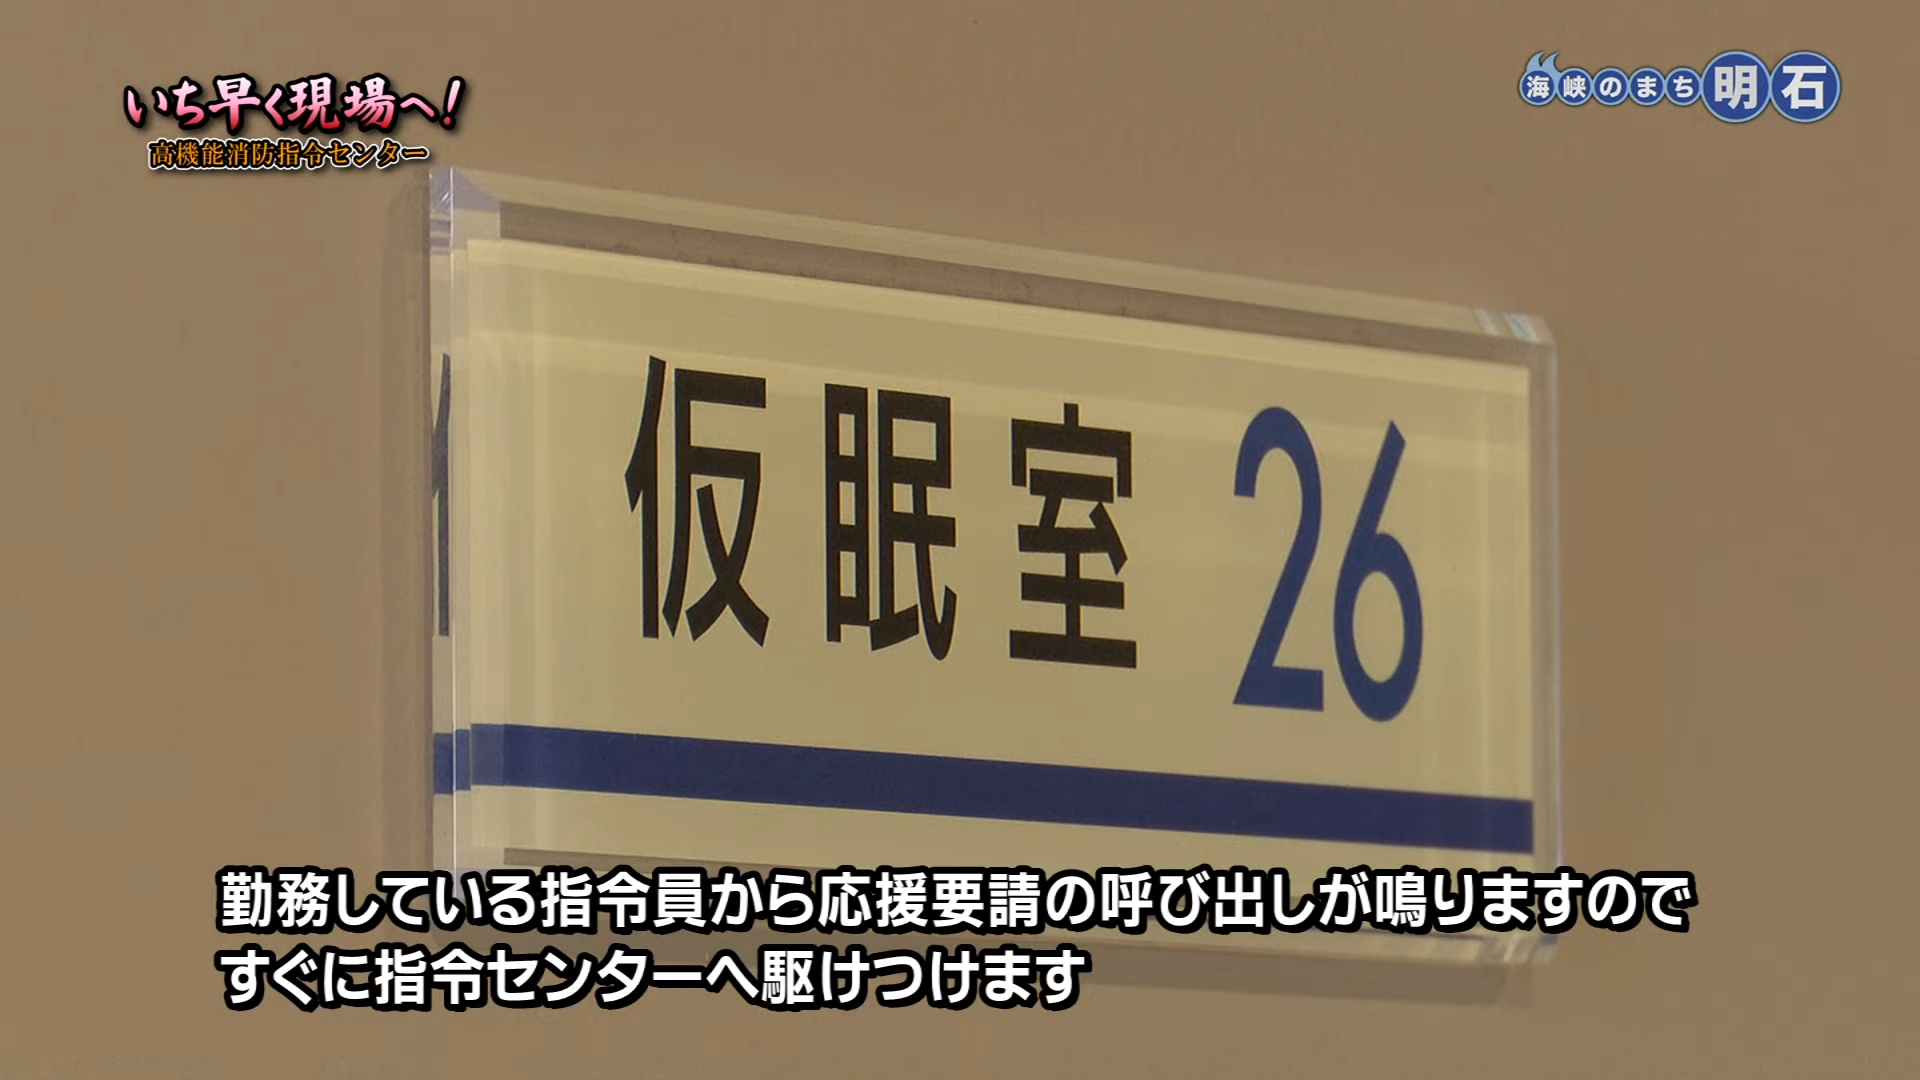 いち早く現場へ!
高機能消防指令センター
海峡のまち明石
仮眠室 26
勤務している指令員から応援要請の呼び出しが鳴りますので
すぐに指令センターへ駆けつけます